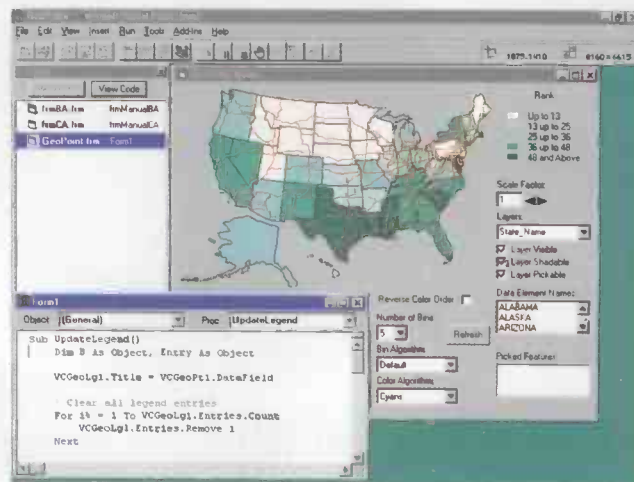 File Edit View Insert Run Tools Add-Ins Help
1875,1410
8160 × 6615
View Code
frmBA.frm frmManualBA
frmCA.frm frmManualCA
GeoPoint.frm Form1
Rank
Up to 13
13 up to 25
25 up to 36
36 up to 48
48 and Above
Scale Factor:
1
Layers:
State_Name
Layer Visible
Layer Shadable
Layer Pickable
Data Element Names:
ALABAMA
ALASKA
ARIZONA
Picked Feature:
Reverse Color Order
Number of Bins
5
Refresh
Bin Algorithm:
Default
Color Algorithm:
Cyans
Form1
Object: (General) Proc: UpdateLegend
Sub UpdateLegend()
Dim B As Object, Entry As Object
VCGeoLg1.Title = VCGeoPt1.DataField
' Clear all legend entries
For i% = 1 To VCGeoLg1.Entries.Count
VCGeoLg1.Entries.Remove 1
Next